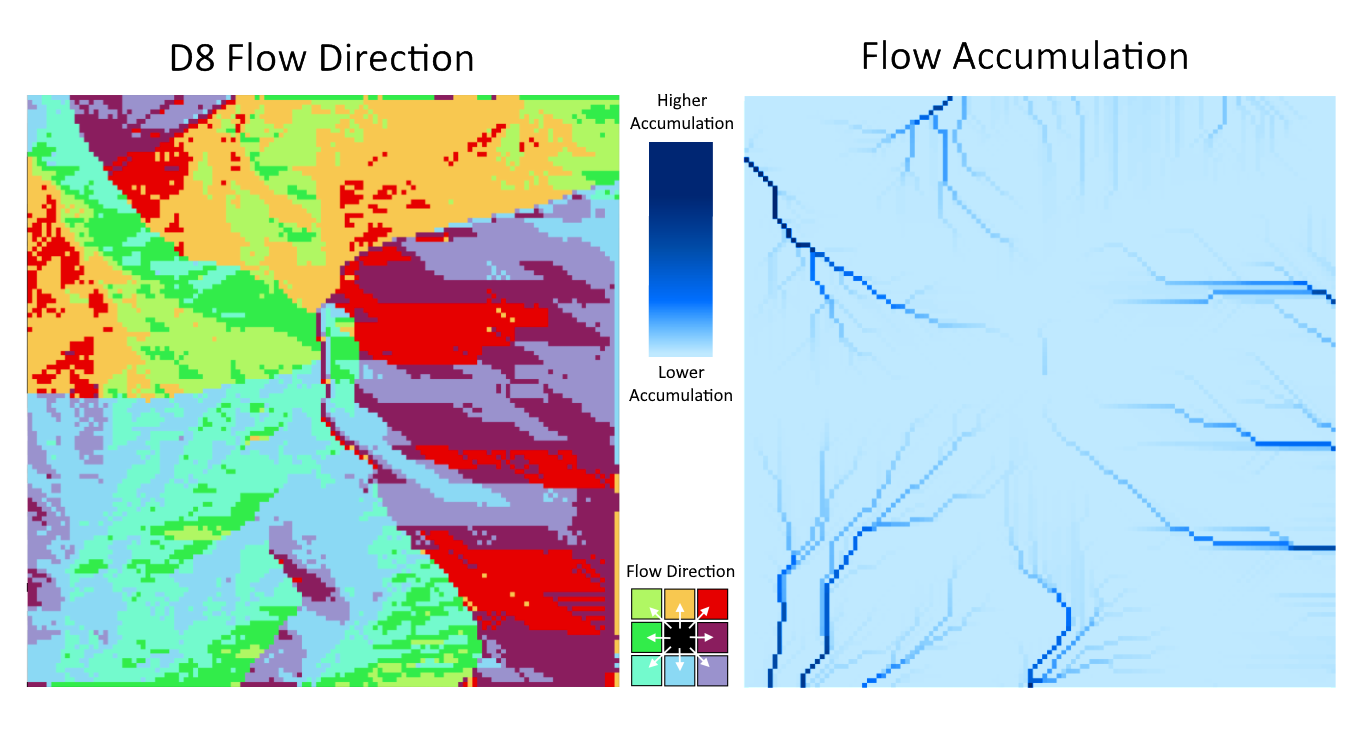 D8 Flow Direction
Flow Accumulation
Higher
Accumulation
Lower
Accumulation
Flow Direction